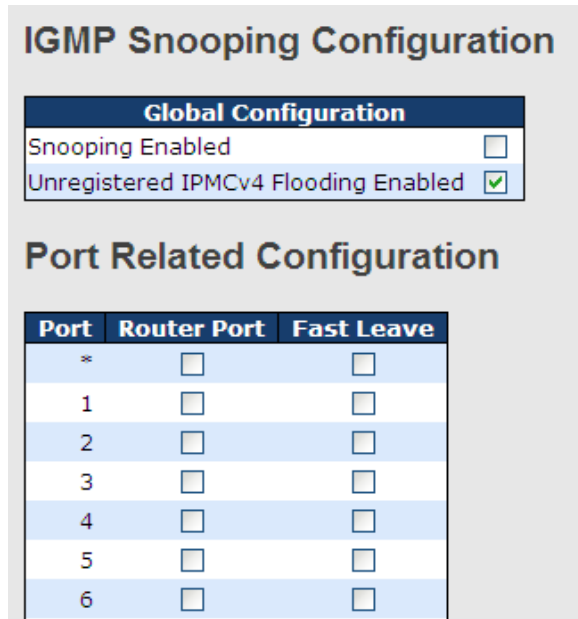 IGMP Snooping Configuration
Global Configuration
Snooping Enabled
Unregistered IPMCv4 Flooding Enabled
Port Related Configuration
Port Router Port Fast Leave
*
1
2
3
4
5
6